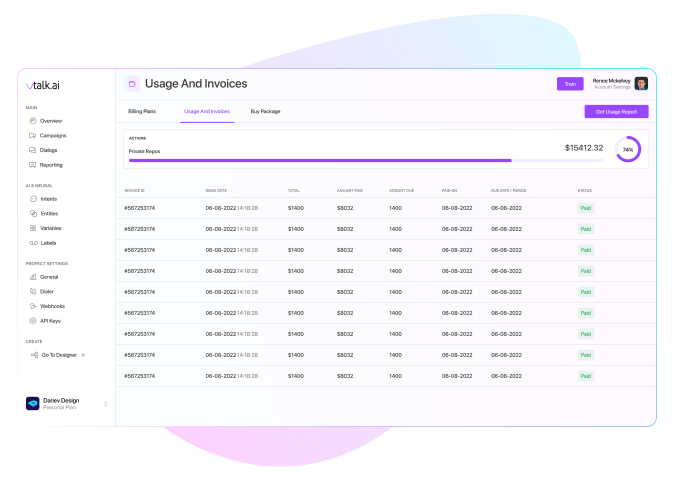 vtalk.ai
Usage And Invoices
Train
Renee Mckelvey
Account Settings
MAIN
Overview
Campaigns
Dialogs
Reporting
AI & NEURAL
Intents
Entities
Variables
Labels
PROFECT SETTINGS
General
Dialer
Webhooks
API Keys
CREATE
Go To Designer
Dariev Design
Presonal Plan
Billing Plans
Usage And Invoices
Buy Package
Get Usage Report
ACTIONS
Private Repos
$15412.32
74%
INVOICE ID ISSUE DATE TOTAL AMOUNT PAID AMOUNT DUE PAID ON DUE DATE / PERIOD STATUS
#567253174 06-08-2022 14:18:28 $1400 $8032 1400 06-08-2022 06-08-2022 Paid
#567253174 06-08-2022 14:18:28 $1400 $8032 1400 06-08-2022 06-08-2022 Paid
#567253174 06-08-2022 14:18:28 $1400 $8032 1400 06-08-2022 06-08-2022 Paid
#567253174 06-08-2022 14:18:28 $1400 $8032 1400 06-08-2022 06-08-2022 Paid
#567253174 06-08-2022 14:18:28 $1400 $8032 1400 06-08-2022 06-08-2022 Paid
#567253174 06-08-2022 14:18:28 $1400 $8032 1400 06-08-2022 06-08-2022 Paid
#567253174 06-08-2022 14:18:28 $1400 $8032 1400 06-08-2022 06-08-2022 Paid
#567253174 06-08-2022 14:18:28 $1400 $8032 1400 06-08-2022 06-08-2022 Paid
#567253174 06-08-2022 14:18:28 $1400 $8032 1400 06-08-2022 06-08-2022 Paid